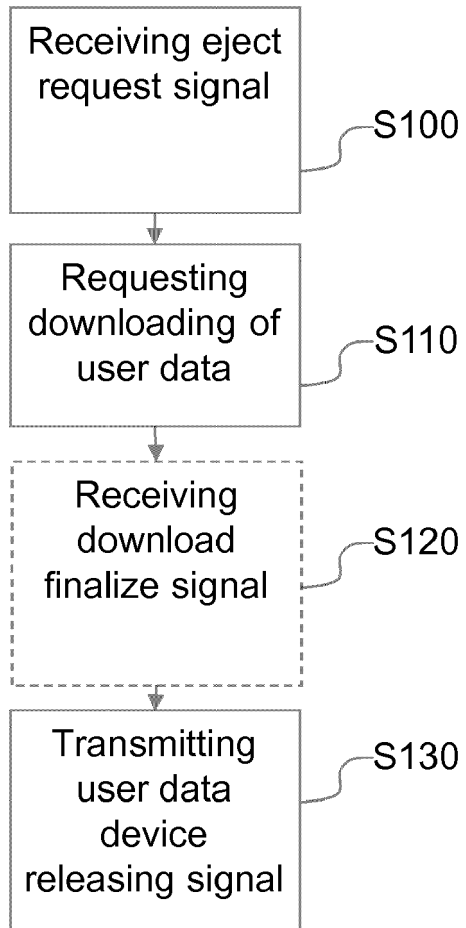 Receiving eject
request signal
S100
Requesting
downloading of
user data
S110
Receiving
download
finalize signal
S120
Transmitting
user data
device
releasing signal
S130